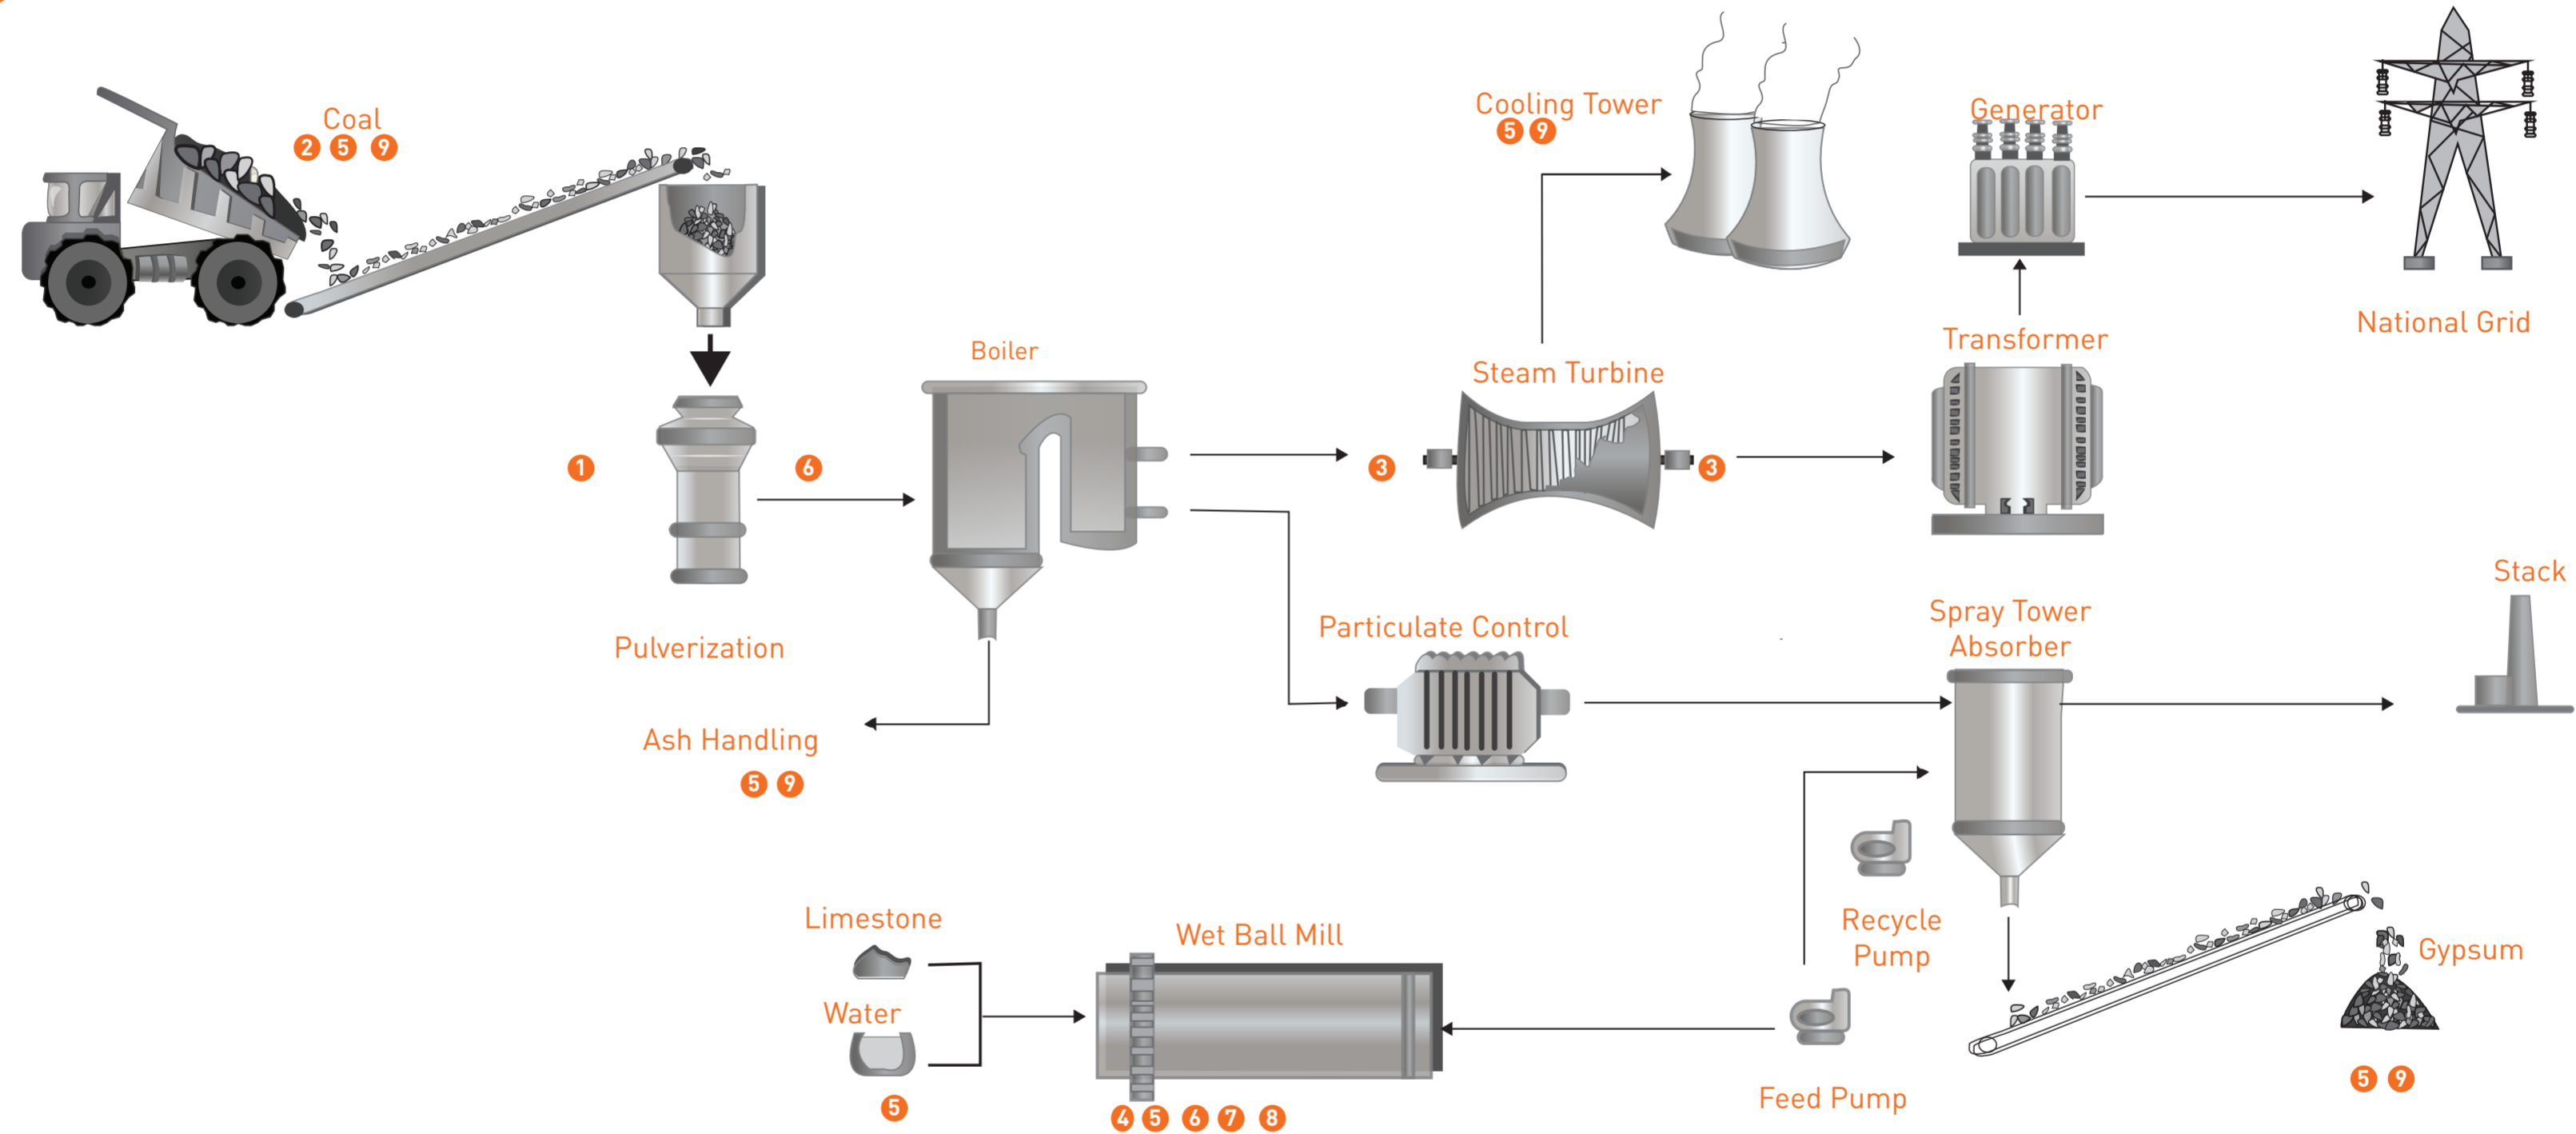 Coal
2 5 9
Cooling Tower
5 9
Generator
National Grid
Transformer
Boiler
Steam Turbine
1
6
3
3
Pulverization
Particulate Control
Spray Tower
Absorber
Stack
Ash Handling
5 9
Limestone
Water
5
Wet Ball Mill
4 5 6 7 8
Recycle
Pump
Feed Pump
Gypsum
5 9